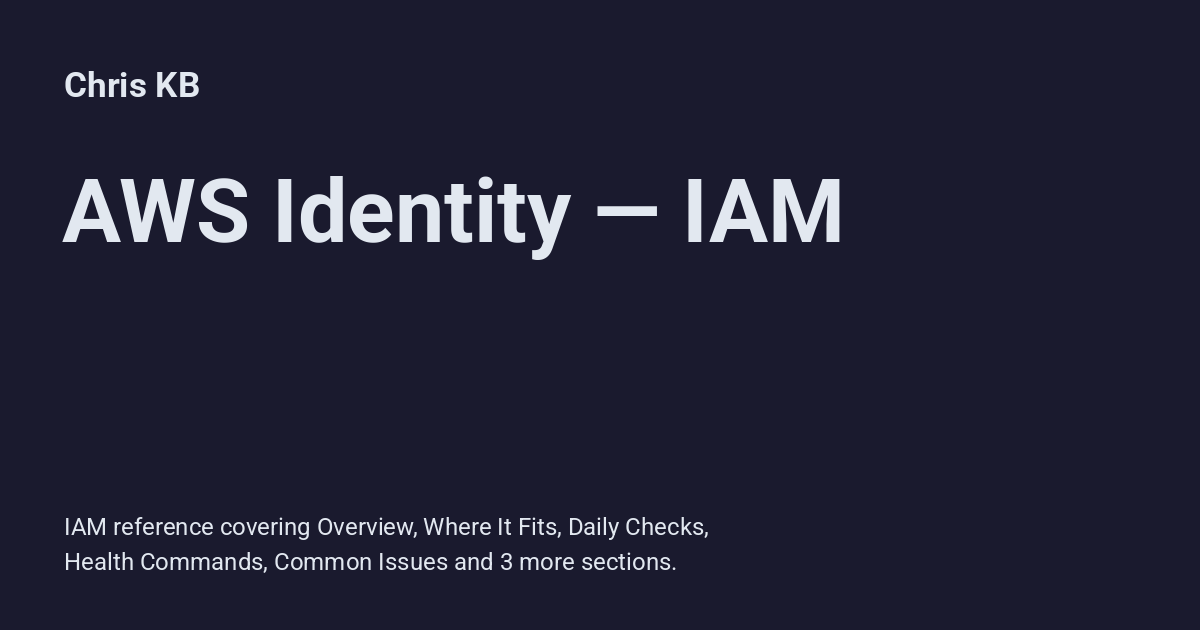 Chris KB
AWS Identity — IAM
IAM reference covering Overview, Where It Fits, Daily Checks,
Health Commands, Common Issues and 3 more sections.